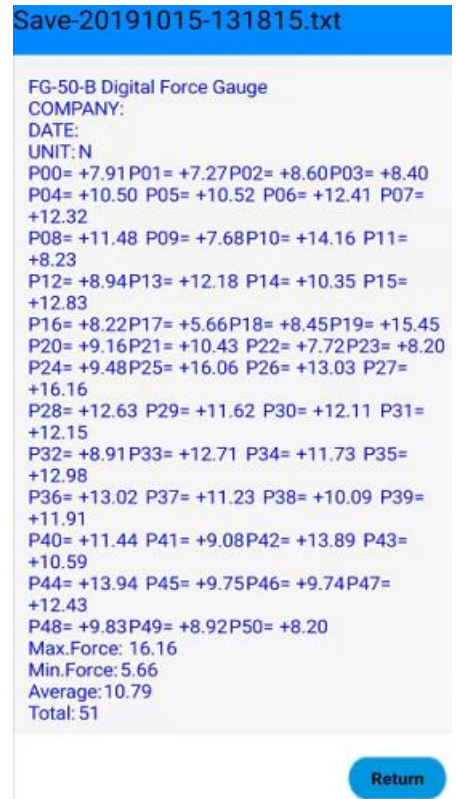 Save-20191015-131815.txt
FG-50-B Digital Force Gauge
COMPANY:
DATE:
UNIT: N
P00= +7.91P01= +7.27P02= +8.60P03= +8.40
P04= +10.50 P05= +10.52 P06= +12.41 P07=
+12.32
P08= +11.48 P09= +7.68P10= +14.16 P11=
+8.23
P12= +8.94P13= +12.18 P14= +10.35 P15=
+12.83
P16= +8.22P17= +5.66P18= +8.45P19= +15.45
P20= +9.16P21= +10.43 P22= +7.72P23= +8.20
P24= +9.48P25= +16.06 P26= +13.03 P27=
+16.16
P28= +12.63 P29= +11.62 P30= +12.11 P31=
+12.15
P32= +8.91P33= +12.71 P34= +11.73 P35=
+12.98
P36= +13.02 P37= +11.23 P38= +10.09 P39=
+11.91
P40= +11.44 P41= +9.08P42= +13.89 P43=
+10.59
P44= +13.94 P45= +9.75P46= +9.74P47=
+12.43
P48= +9.83P49= +8.92P50= +8.20
Max.Force: 16.16
Min.Force: 5.66
Average: 10.79
Total: 51
Return